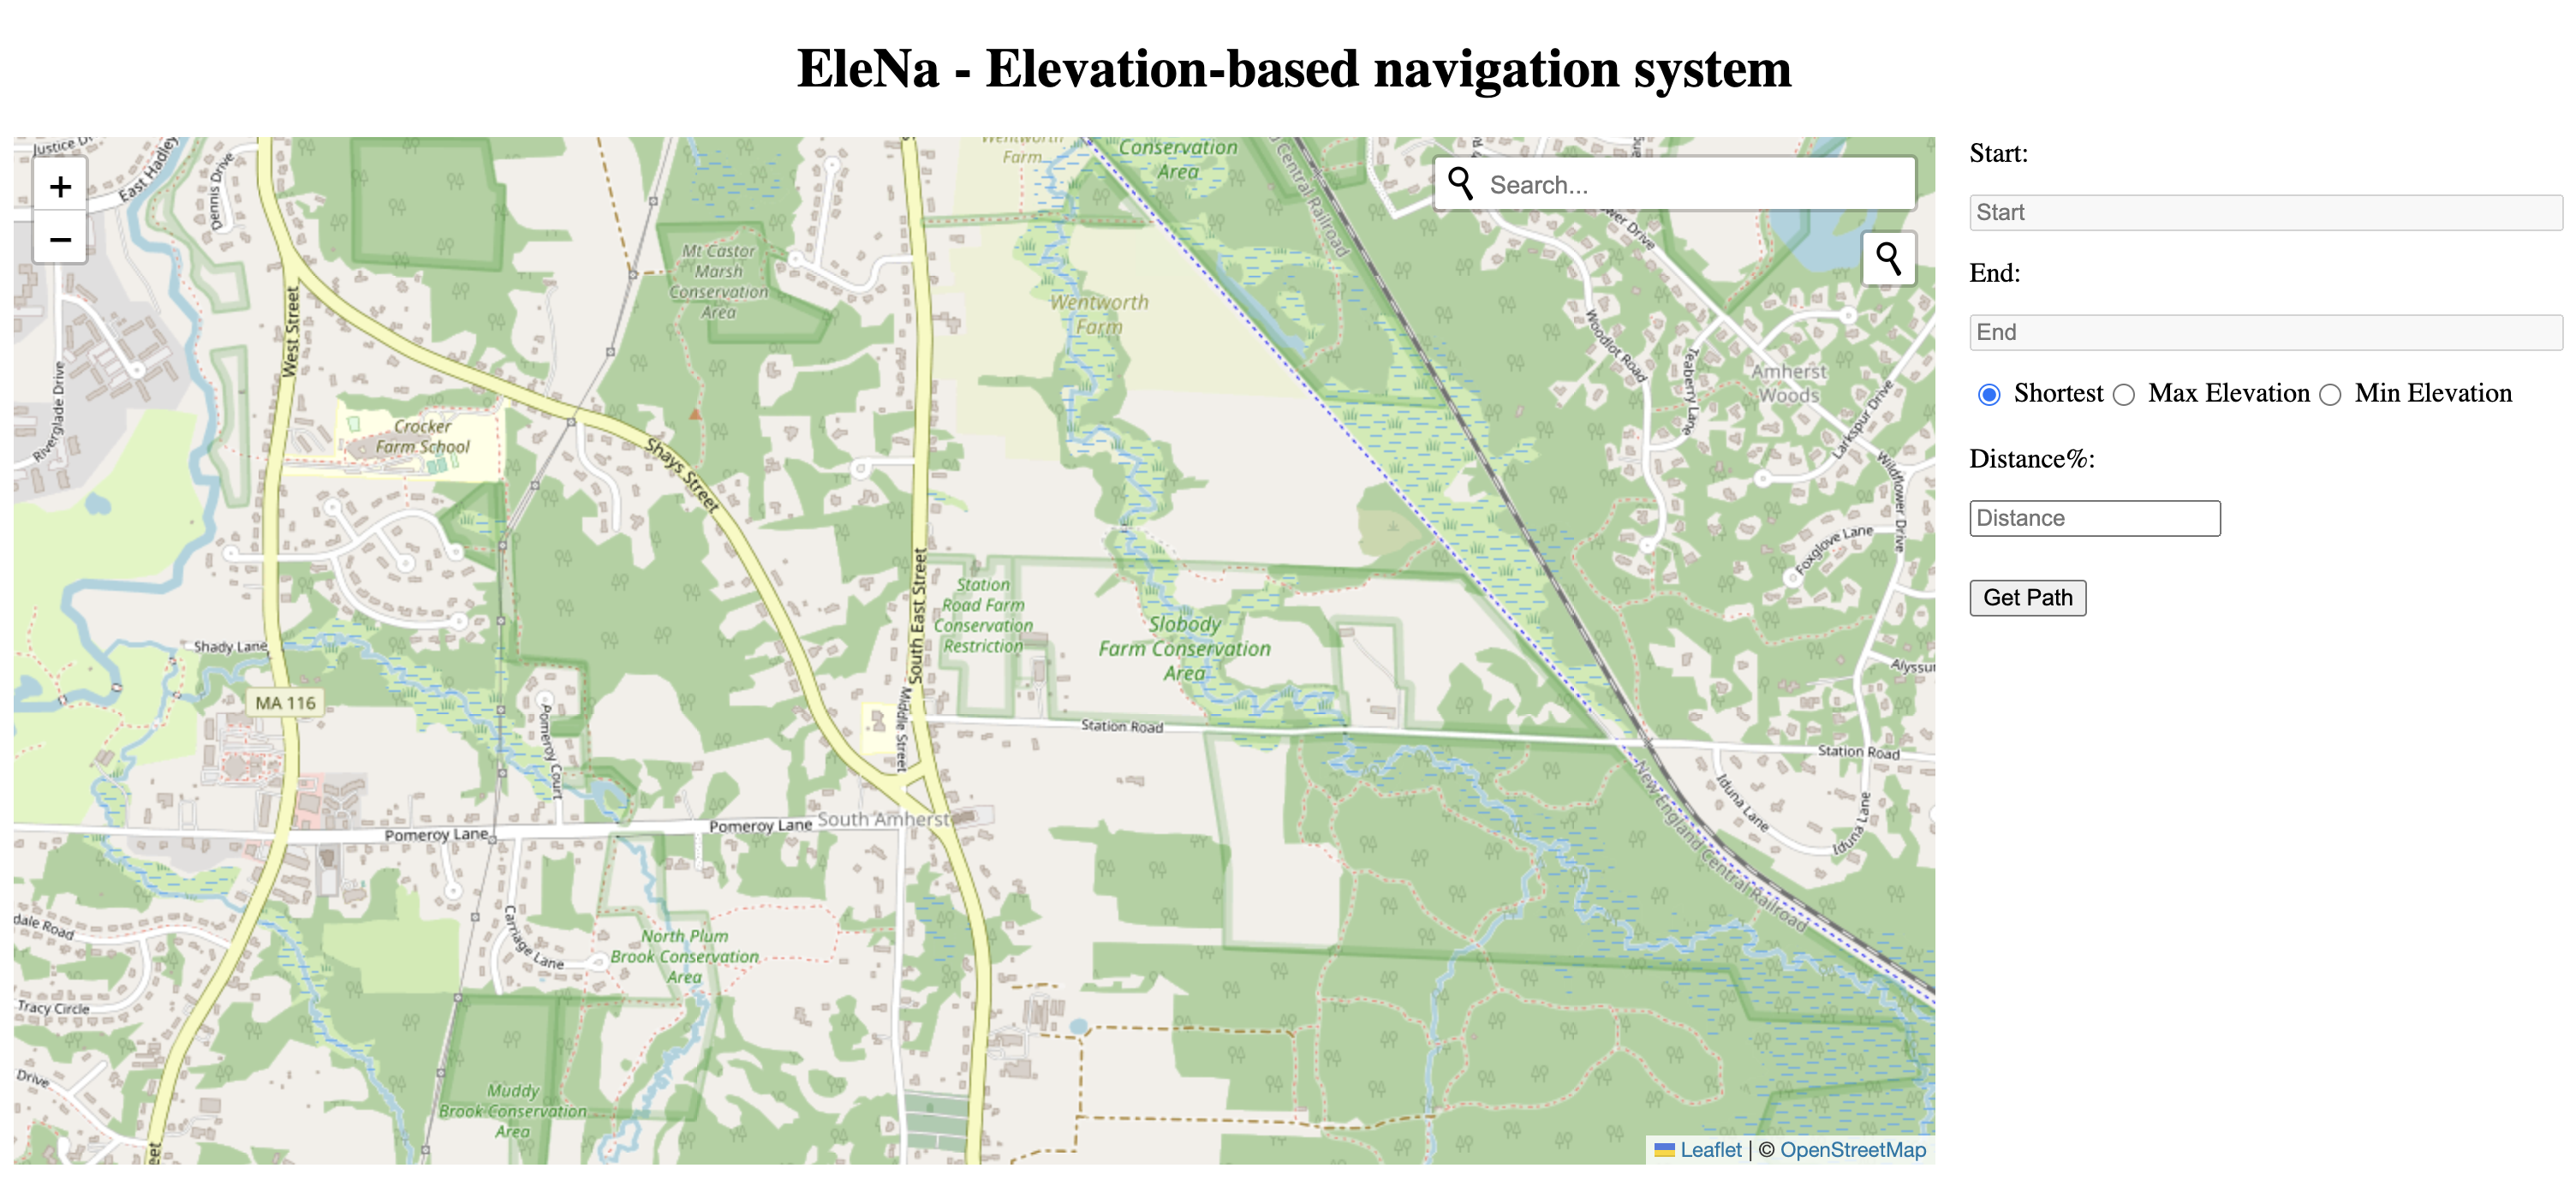 EleNa - Elevation-based navigation system
+
−
Search...
Justice
East Hadley
Dennis Drive
West Street
Riverglade Drive
Crocker
Farm School
Mt Castor
Marsh
Conservation
Area
Wentworth
Farm
Conservation
Area
Central Railroad
Wentworth
Farm
Woodlot Road
Teaberry Lane
Amherst
Woods
Larkspur Drive
Wildflower Drive
Foxglove Lane
Shays Street
South East Street
Station
Road Farm
Conservation
Restriction
Slobody
Farm Conservation
Area
Shady Lane
MA 116
Pomeroy Court
Middle Street
Station Road
Station Road
Iduna Lane
Iduna Lane
New England Central Railroad
Pomeroy Lane
Pomeroy Lane
South Amherst
Carriage Lane
North Plum
Brook Conservation
Area
dale Road
Tracy Circle
Drive
Muddy
Brook Conservation
Area
Leaflet | © OpenStreetMap
Start:
Start
End:
End
Shortest Max Elevation Min Elevation
Distance%:
Distance
Get Path